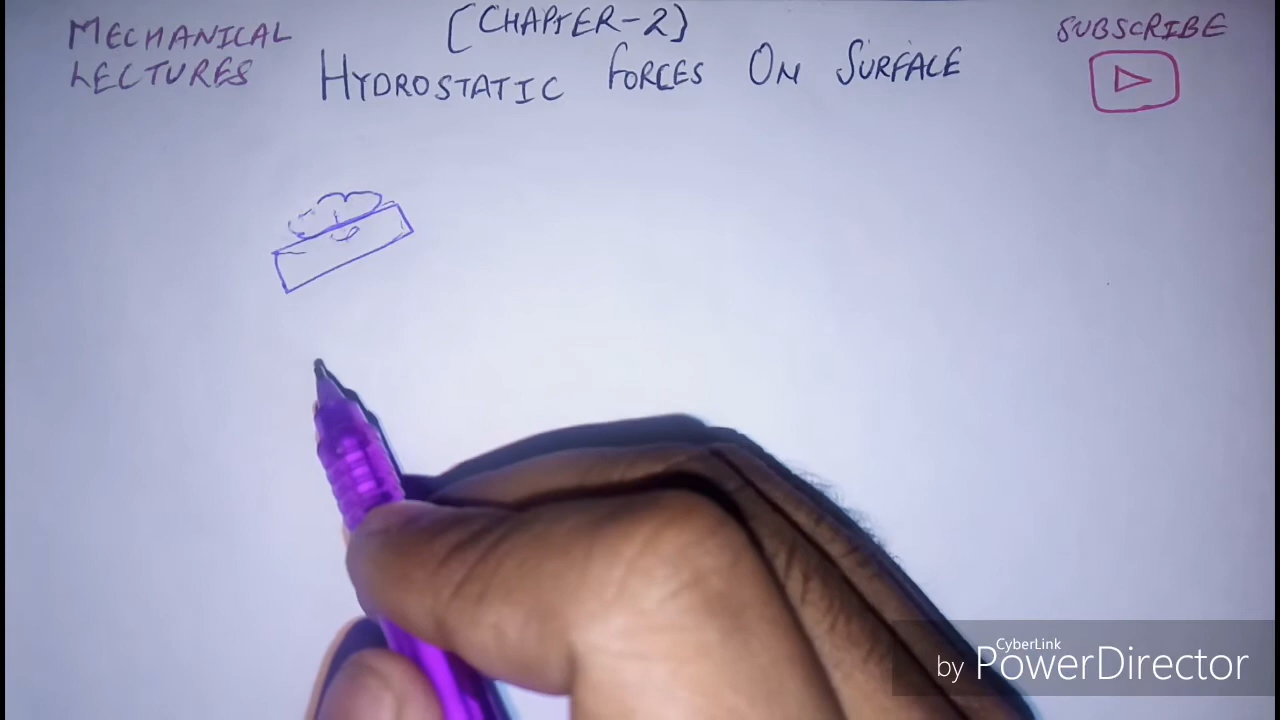 [CHAPTER-2]
MECHANICAL
LECTURES
HYDROSTATIC FORCES ON SURFACE
SUBSCRIBE
CyberLink
by PowerDirector